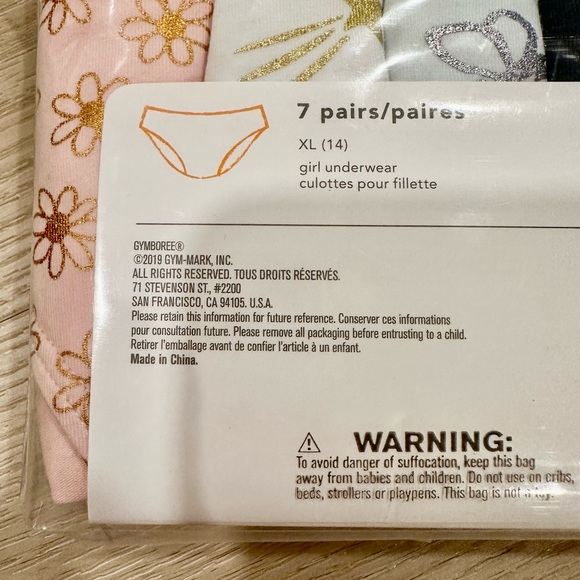 7 pairs/paires
XL (14)
girl underwear
culottes pour fillette
GYMBOREE®
©2019 GYM-MARK, INC.
ALL RIGHTS RESERVED. TOUS DROITS RÉSERVÉS.
71 STEVENSON ST., #2200
SAN FRANCISCO, CA 94105. U.S.A.
Please retain this information for future reference. Conserver ces informations
pour consultation future. Please remove all packaging before entrusting to a child.
Retirer l'emballage avant de confier l'article à un enfant.
Made in China.
WARNING:
To avoid danger of suffocation, keep this bag
away from babies and children. Do not use on cribs,
beds, strollers or playpens. This bag is not a toy.